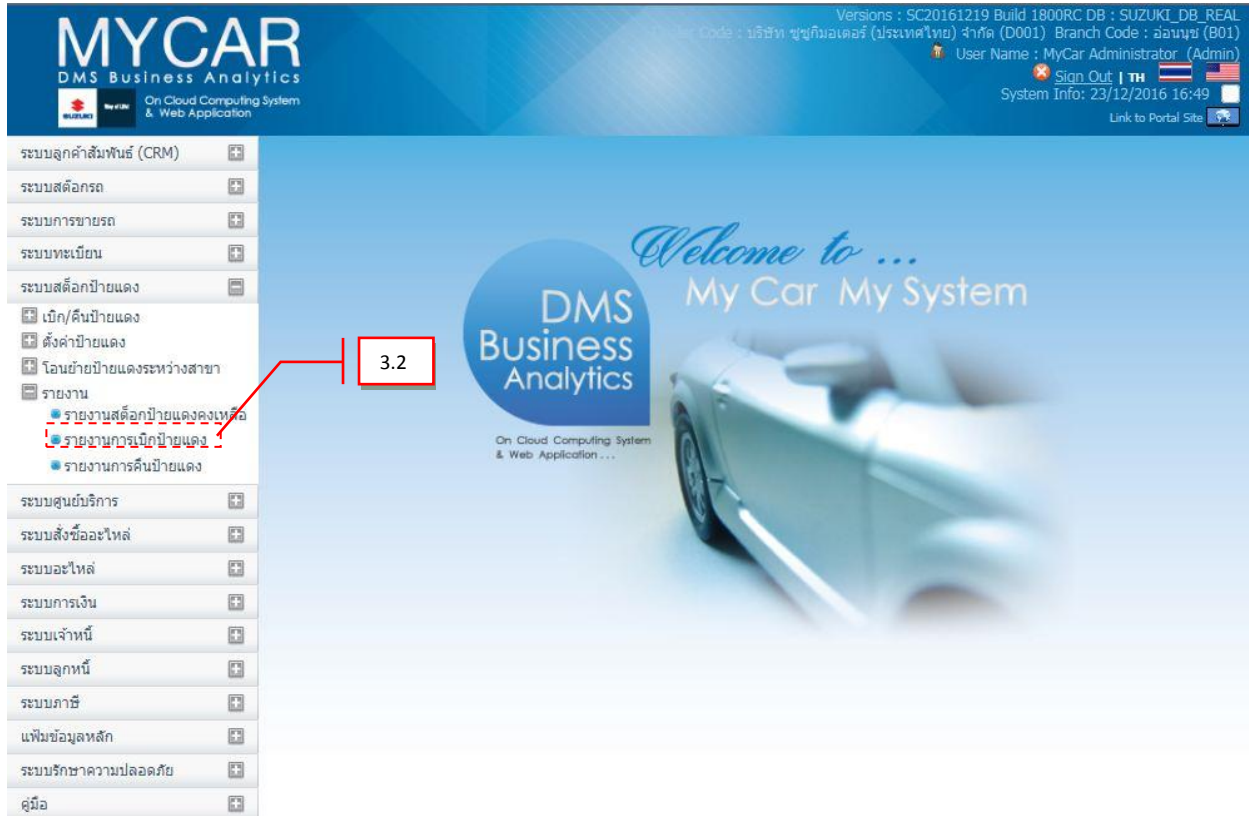 MYCAR
DMS Business Analytics
On Cloud Computing System
& Web Application
SUZUKI
Way of Life!
Versions : SC20161219 Build 1800RC DB : SUZUKI_DB_REAL
Code : บริษัท ซูซูกิมอเตอร์ (ประเทศไทย) จำกัด (D001) Branch Code : อ่อนนุช (B01)
User Name : MyCar Administrator (Admin)
Sign Out | TH
System Info: 23/12/2016 16:49
Link to Portal Site
ระบบลูกค้าสัมพันธ์ (CRM)
ระบบสต๊อกรถ
ระบบการขายรถ
ระบบทะเบียน
ระบบสต็อกป้ายแดง
เบิก/คืนป้ายแดง
ตั้งค่าป้ายแดง
โอนย้ายป้ายแดงระหว่างสาขา
รายงาน
รายงานสต็อกป้ายแดงคงเหลือ
รายงานการเบิกป้ายแดง
รายงานการคืนป้ายแดง
ระบบศูนย์บริการ
ระบบสั่งซื้ออะไหล่
ระบบอะไหล่
ระบบการเงิน
ระบบเจ้าหนี้
ระบบลูกหนี้
ระบบภาษี
แฟ้มข้อมูลหลัก
ระบบรักษาความปลอดภัย
คู่มือ
3.2
Welcome to ...
My Car My System
DMS
Business
Analytics
On Cloud Computing System
& Web Application ...